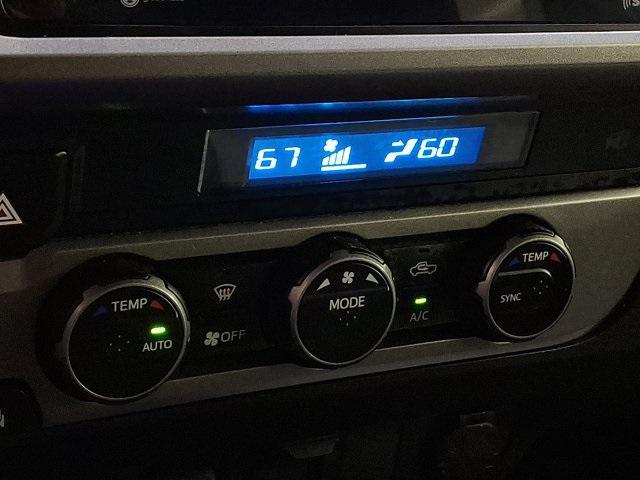 67 60
TEMP
AUTO
OFF
MODE
A/C
TEMP
SYNC